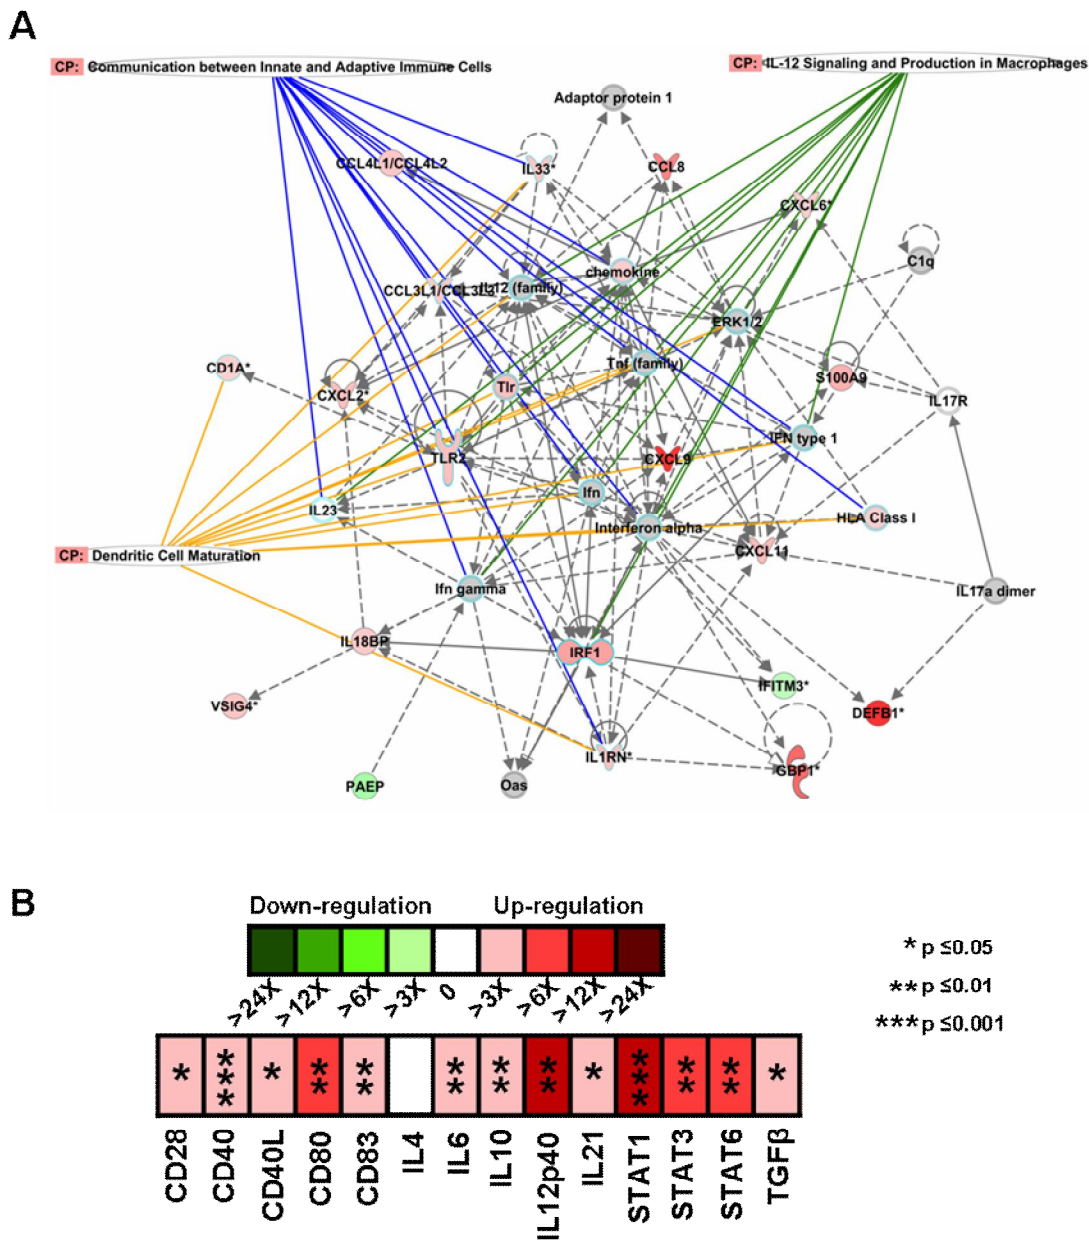 A
CP: Communication between Innate and Adaptive Immune Cells
CP: IL-12 Signaling and Production in Macrophages
Adaptor protein 1
CCL4L1/CCL4L2
IL33*
CCL8
CXCL6*
C1q
chemokine
CCL3L1/CCL3L3
IL12 (family)
ERK1/2
Tnf (family)
CD1A*
CXCL2*
Tlr
S100A9
IL17R
IFN type 1
TLR2
CXCL9
Ifn
IL23
Interferon alpha
HLA Class I
CXCL11
CP: Dendritic Cell Maturation
Ifn gamma
IL17a dimer
IL18BP
IRF1
IFITM3*
VSIG4*
DEFB1*
IL1RN*
GBP1*
PAEP
Oas
B
Down-regulation Up-regulation
>24X >12X >6X >3X 0 >3X >6X >12X >24X
* p ≤0.05
** p ≤0.01
*** p ≤0.001
* *** * ** ** ** ** ** * *** ** ** *
CD28 CD40 CD40L CD80 CD83 IL4 IL6 IL10 IL12p40 IL21 STAT1 STAT3 STAT6 TGFβ